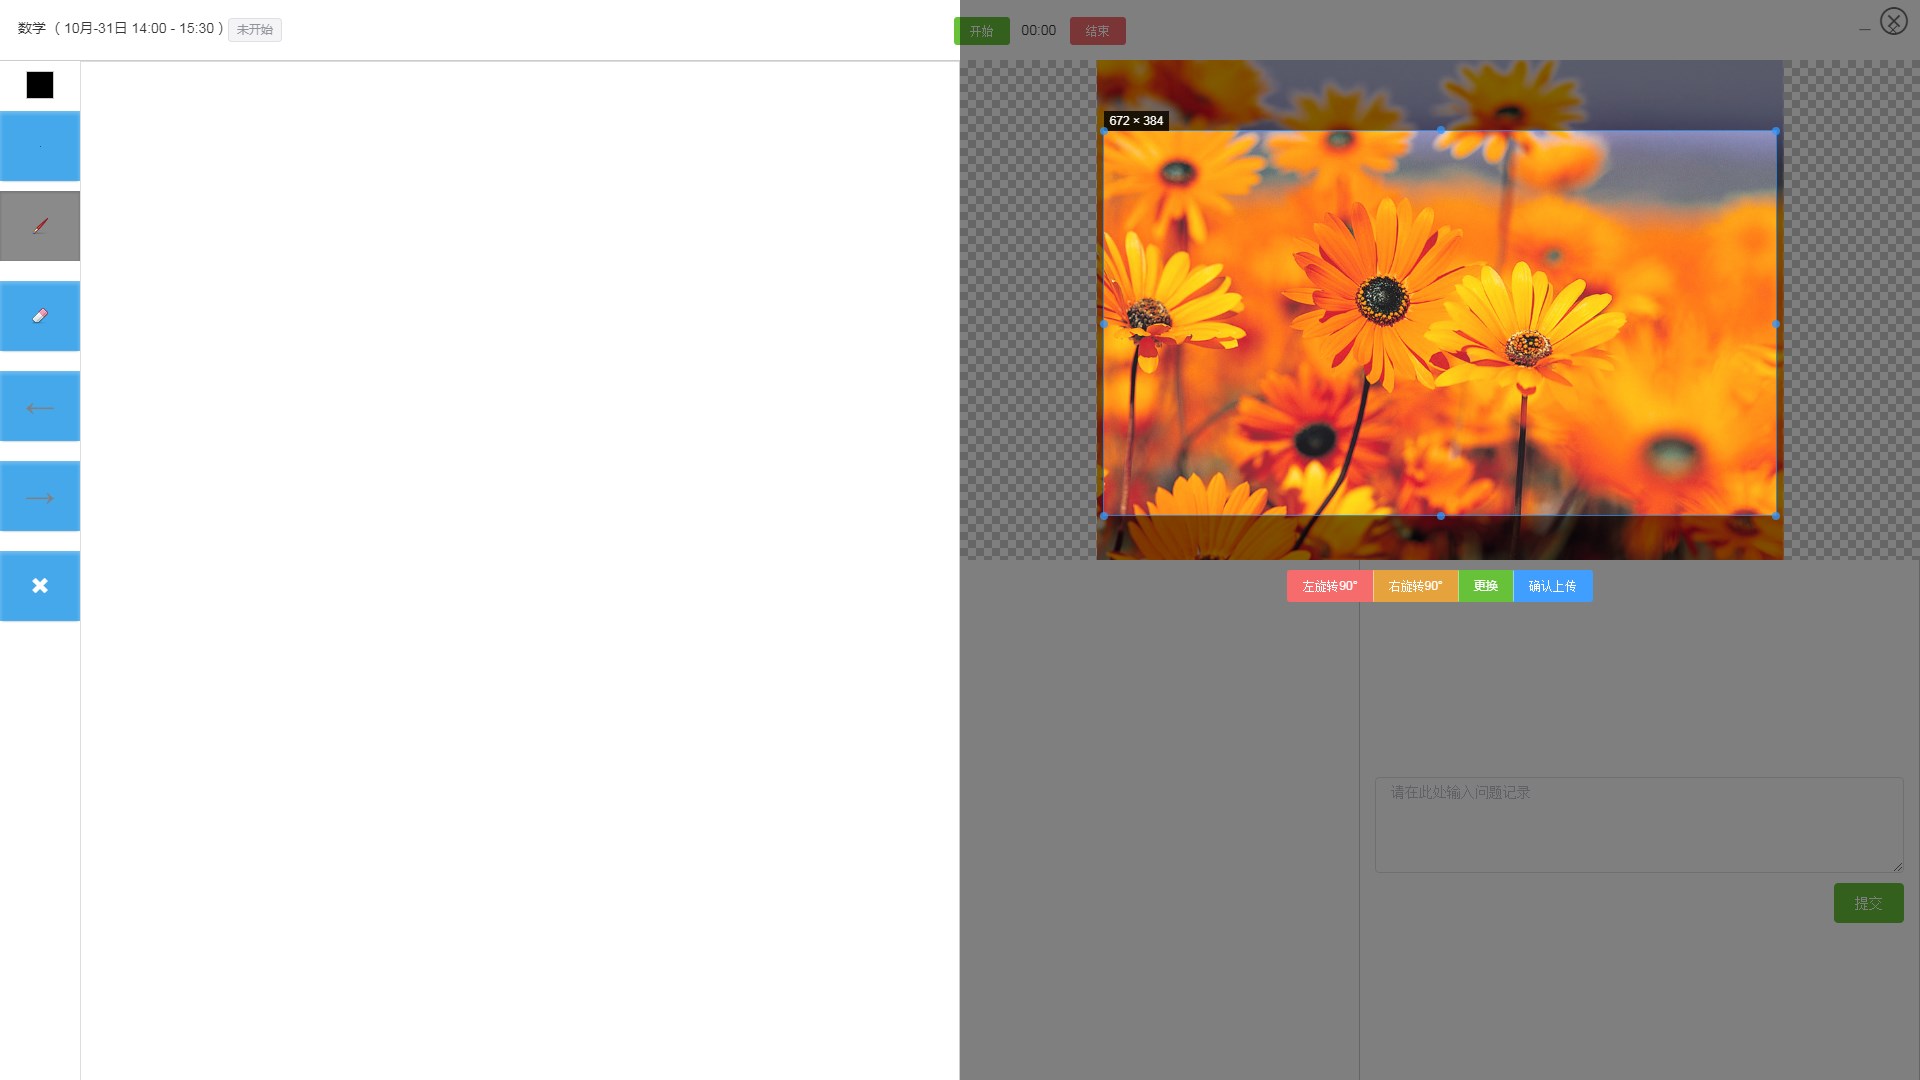 数学 ( 10月-31日 14:00 - 15:30 ) 未开始
开始 00:00 结束
672 × 384
左旋转90° 右旋转90° 更换 确认上传
请在此处输入问题记录
提交